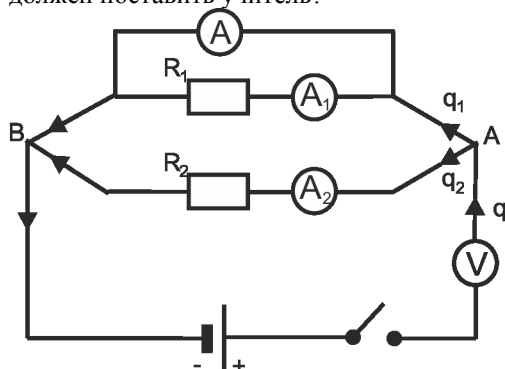 должен поставить учитель?
A
R₁
A₁
q₁
B
A
R₂
A₂
q₂
q
V
- +